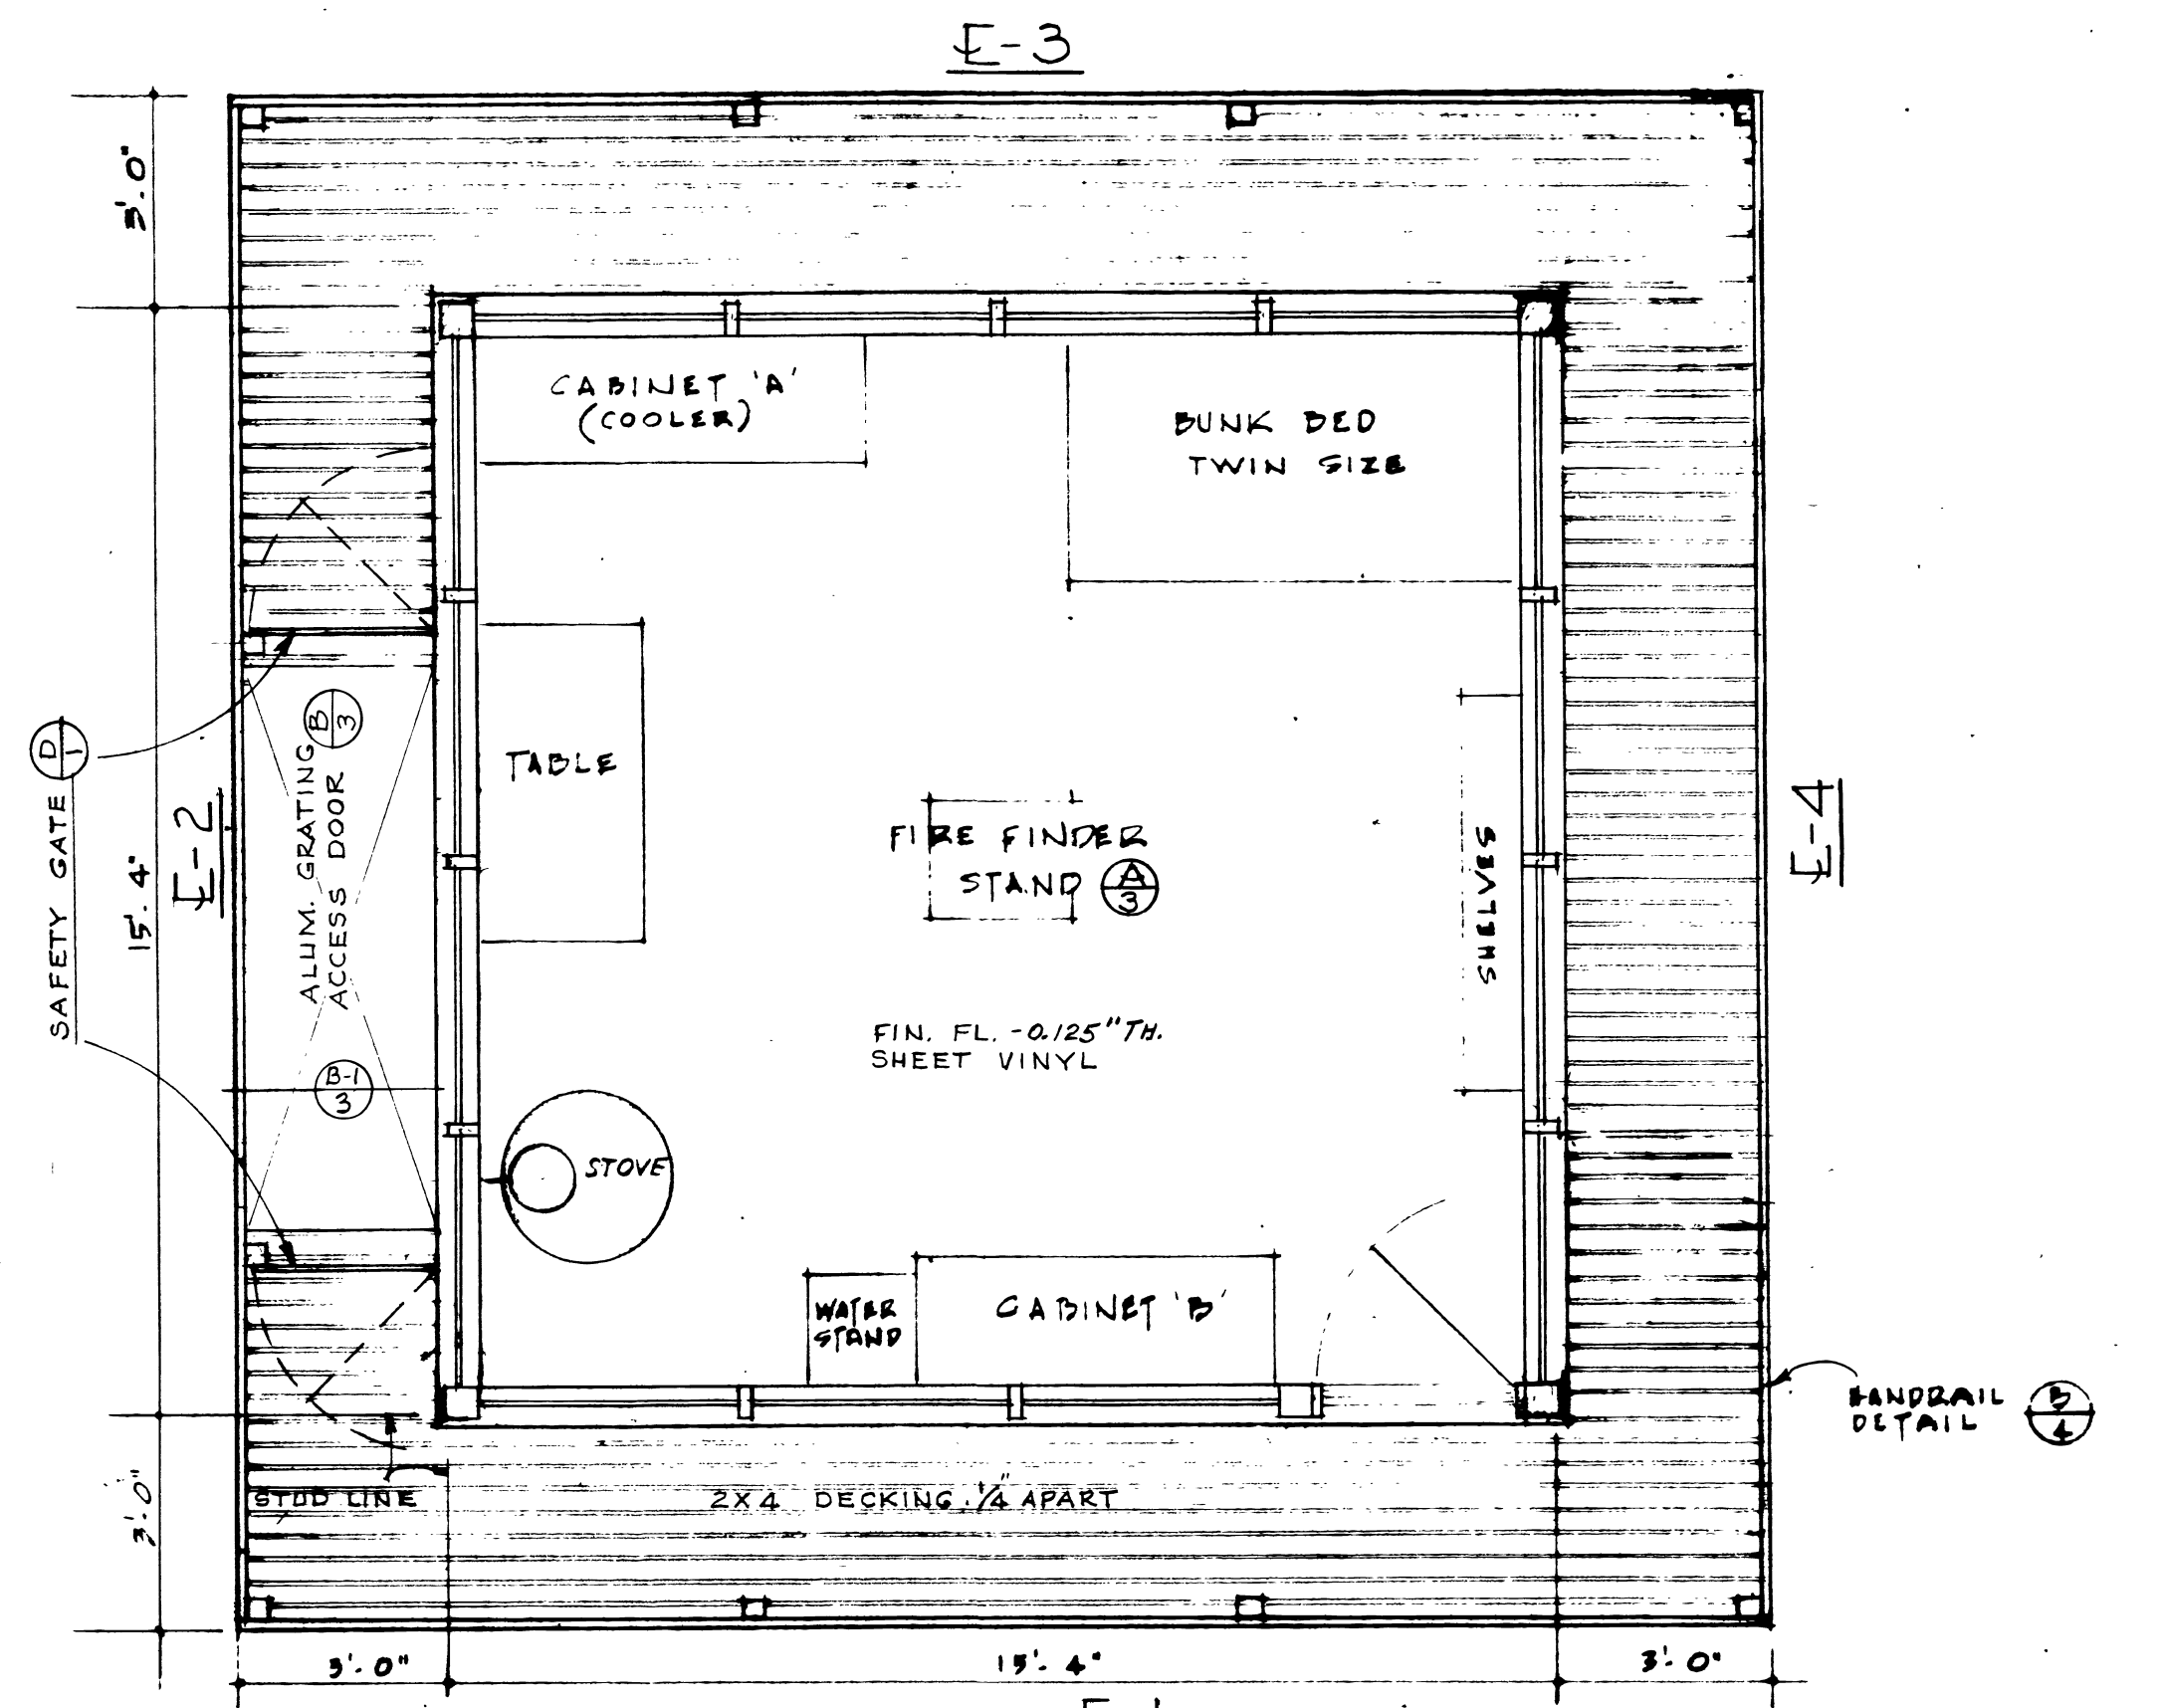 E-3
3'-0"
CABINET 'A'
(COOLER)
BUNK BED
TWIN SIZE
D
1
SAFETY GATE
15'-4"
E-2
B
3
ALUM. GRATING
ACCESS DOOR
B-1
3
TABLE
FIRE FINDER
STAND
A
3
SHELVES
E-4
FIN. FL. -0.125" TH.
SHEET VINYL
STOVE
WATER
STAND
CABINET 'B'
HANDRAIL
DETAIL
B
4
3'-0"
STUD LINE
2X4 DECKING. 1/4" APART
3'-0"
15'-4"
3'-0"